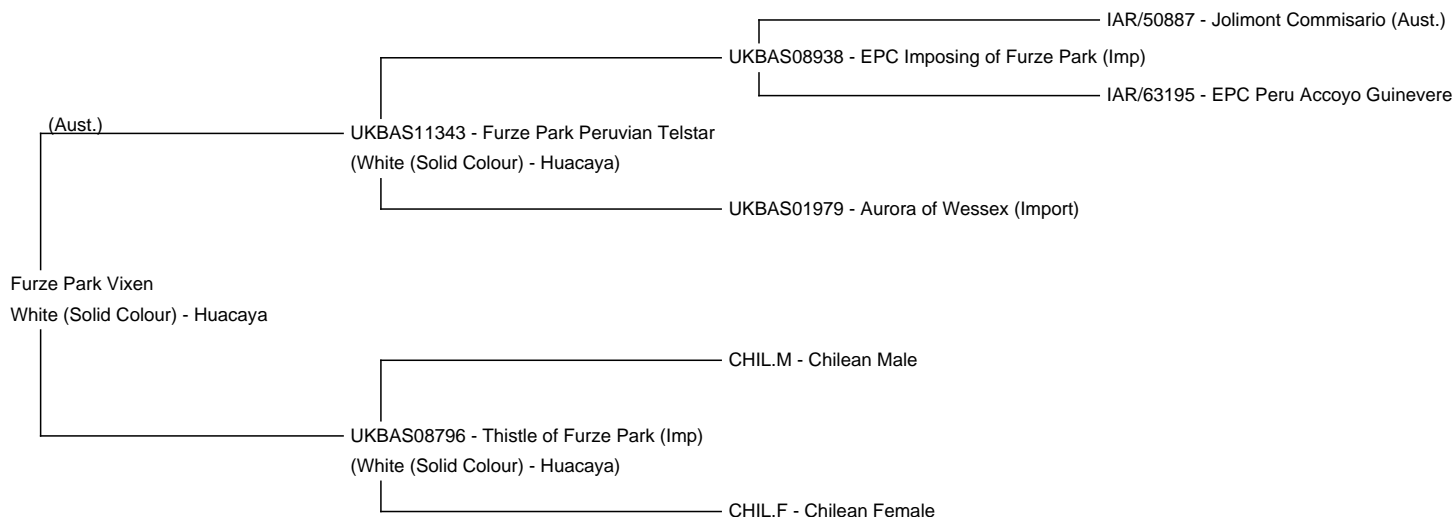 IAR/50887 - Jolimont Commisario (Aust.)
UKBAS08938 - EPC Imposing of Furze Park (Imp)
IAR/63195 - EPC Peru Accoyo Guinevere
(Aust.)
UKBAS11343 - Furze Park Peruvian Telstar
(White (Solid Colour) - Huacaya)
UKBAS01979 - Aurora of Wessex (Import)
Furze Park Vixen
White (Solid Colour) - Huacaya
CHIL.M - Chilean Male
UKBAS08796 - Thistle of Furze Park (Imp)
(White (Solid Colour) - Huacaya)
CHIL.F - Chilean Female